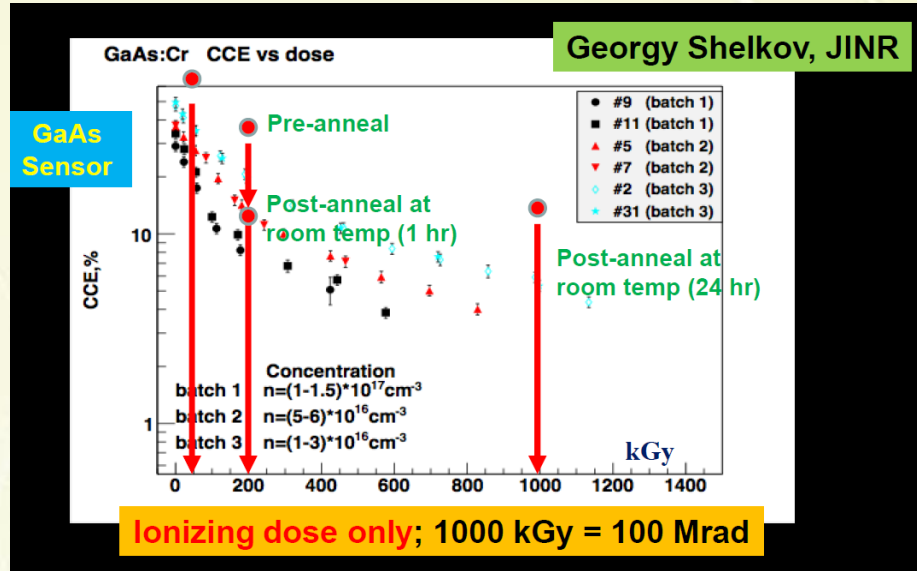 GaAs:Cr CCE vs dose
Georgy Shelkov, JINR
GaAs
Sensor
#9 (batch 1)
#11 (batch 1)
#5 (batch 2)
#7 (batch 2)
#2 (batch 3)
#31 (batch 3)
Pre-anneal
Post-anneal at
room temp (1 hr)
Post-anneal at
room temp (24 hr)
10
1
CCE,%
Concentration
batch 1 n=(1-1.5)*10¹⁷cm⁻³
batch 2 n=(5-6)*10¹⁶cm⁻³
batch 3 n=(1-3)*10¹⁶cm⁻³
kGy
0 200 400 600 800 1000 1200 1400
Ionizing dose only; 1000 kGy = 100 Mrad